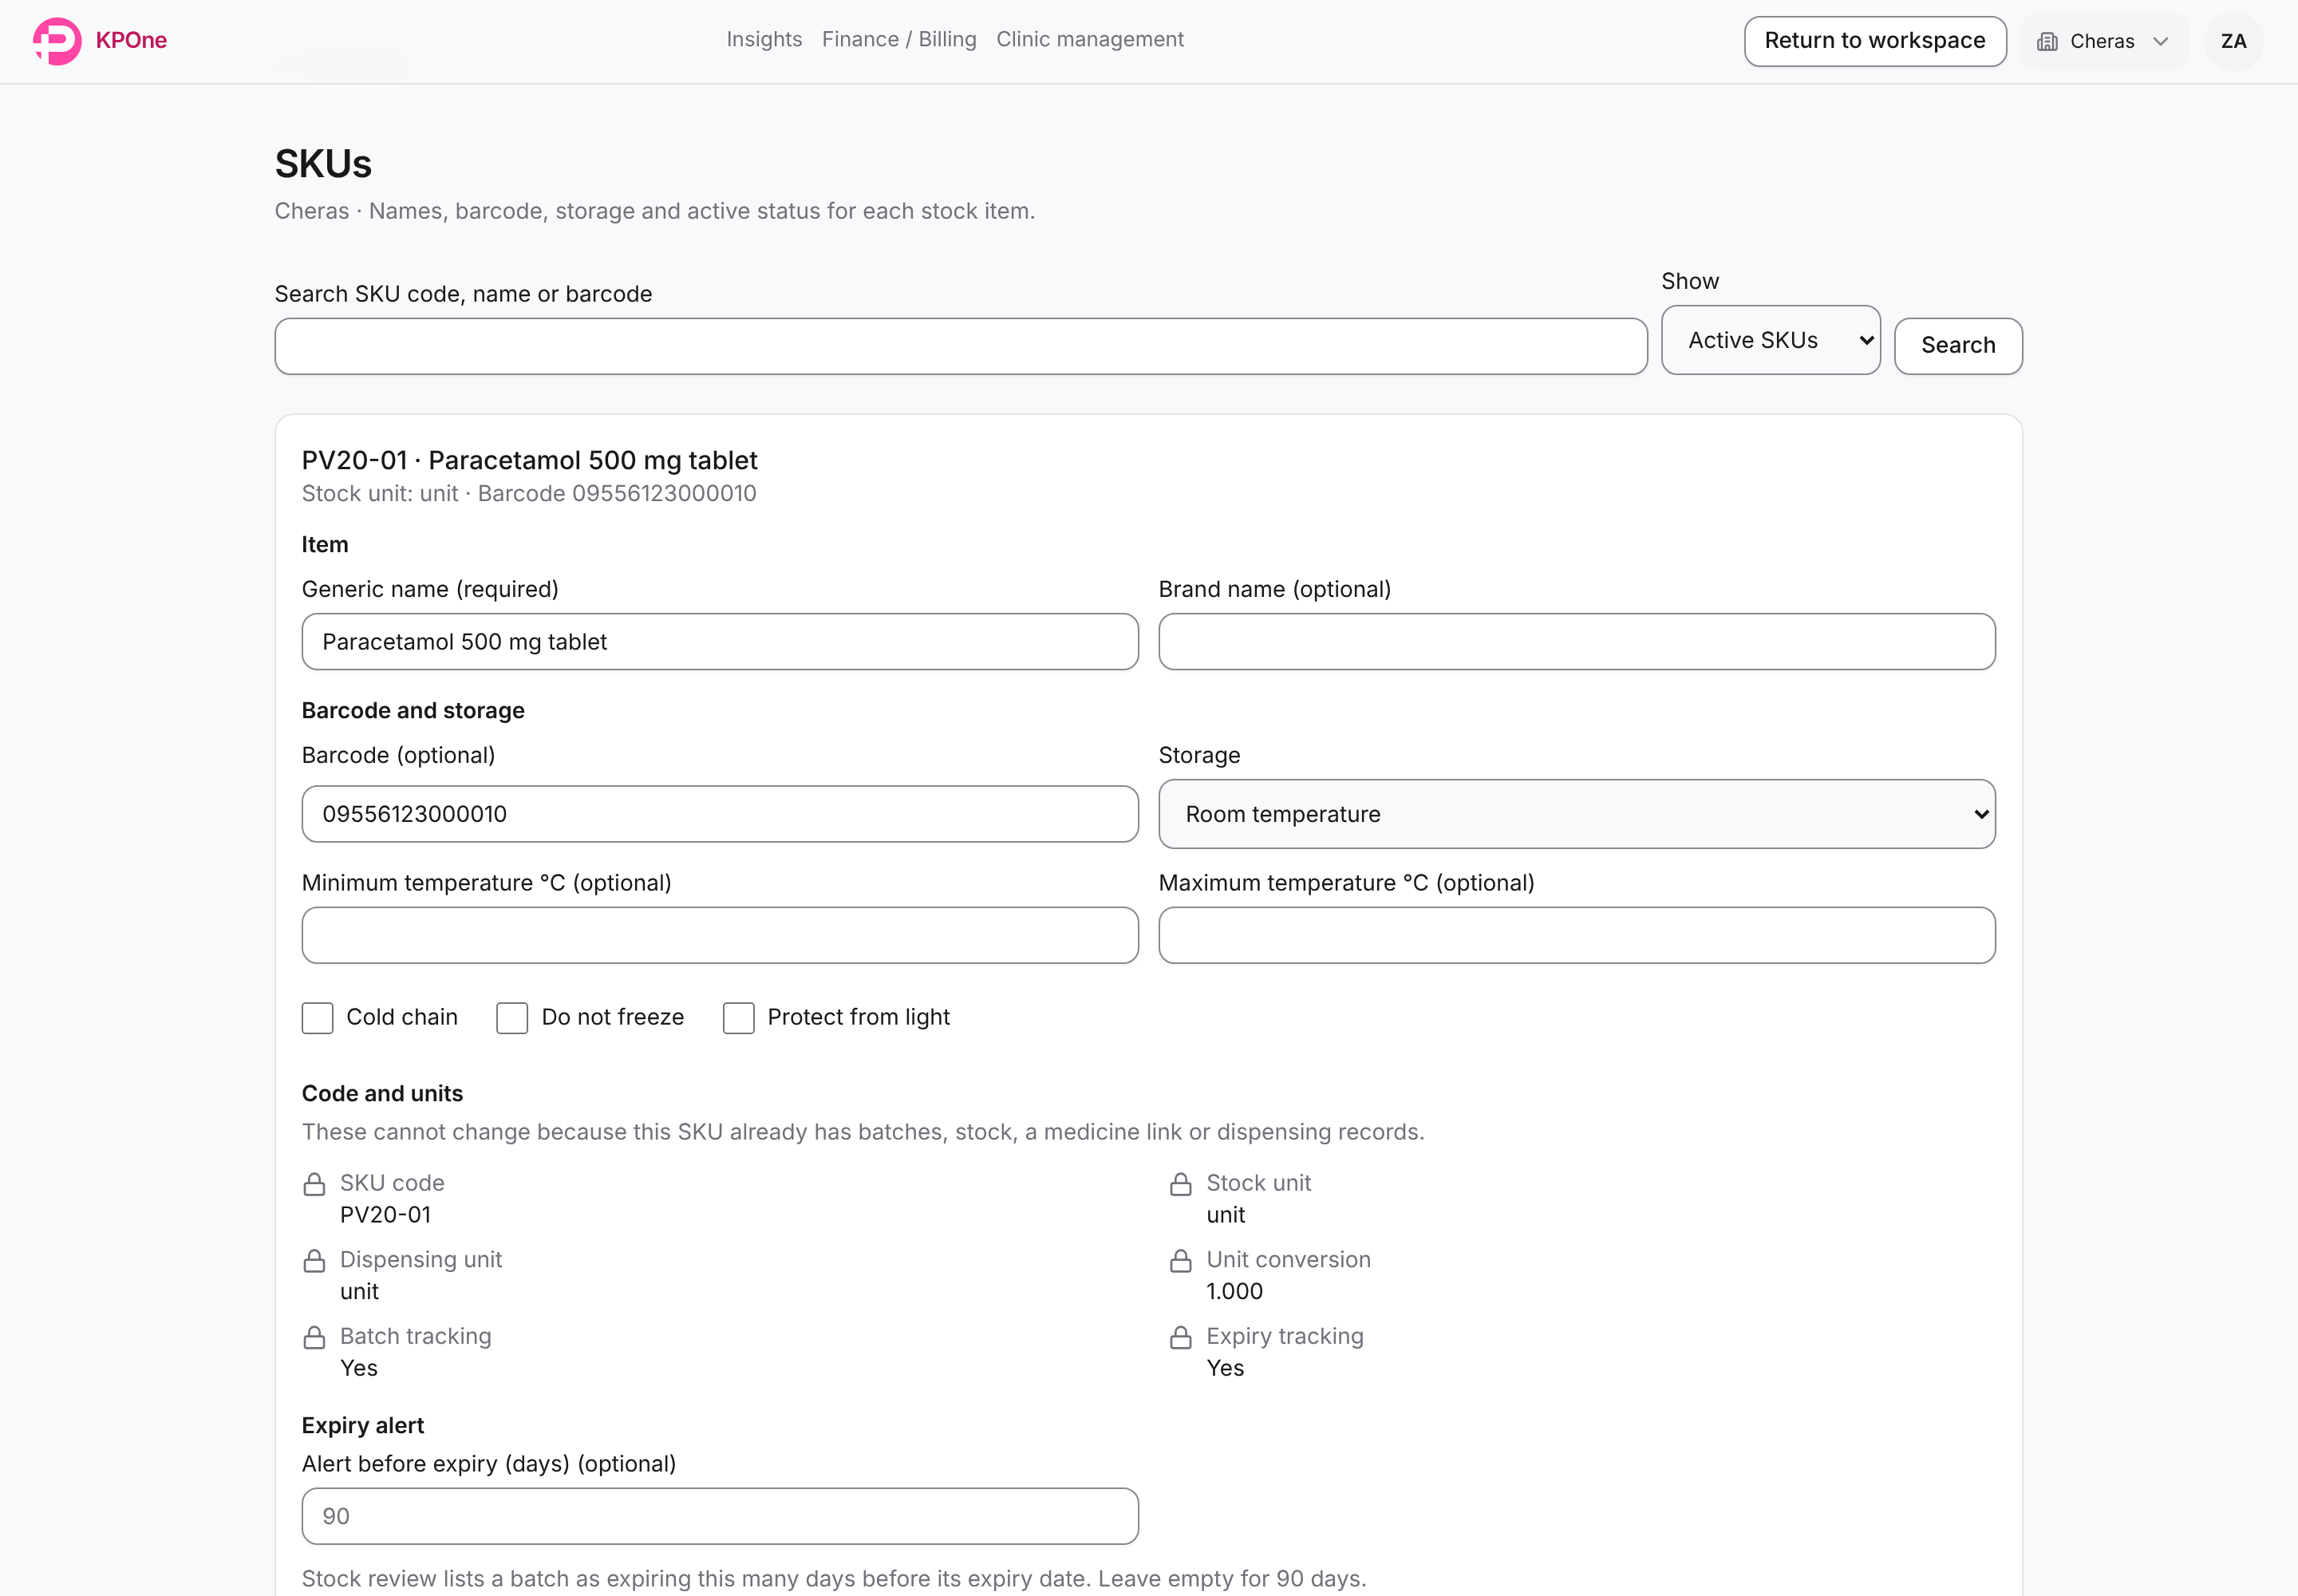 KPOne
Insights Finance / Billing Clinic management
Return to workspace
Cheras
ZA
SKUs
Cheras · Names, barcode, storage and active status for each stock item.
Search SKU code, name or barcode
Show
Active SKUs
Search
PV20-01 · Paracetamol 500 mg tablet
Stock unit: unit · Barcode 09556123000010
Item
Generic name (required)
Brand name (optional)
Paracetamol 500 mg tablet
Barcode and storage
Barcode (optional)
Storage
09556123000010
Room temperature
Minimum temperature °C (optional)
Maximum temperature °C (optional)
Cold chain
Do not freeze
Protect from light
Code and units
These cannot change because this SKU already has batches, stock, a medicine link or dispensing records.
SKU code
PV20-01
Stock unit
unit
Dispensing unit
unit
Unit conversion
1.000
Batch tracking
Yes
Expiry tracking
Yes
Expiry alert
Alert before expiry (days) (optional)
90
Stock review lists a batch as expiring this many days before its expiry date. Leave empty for 90 days.